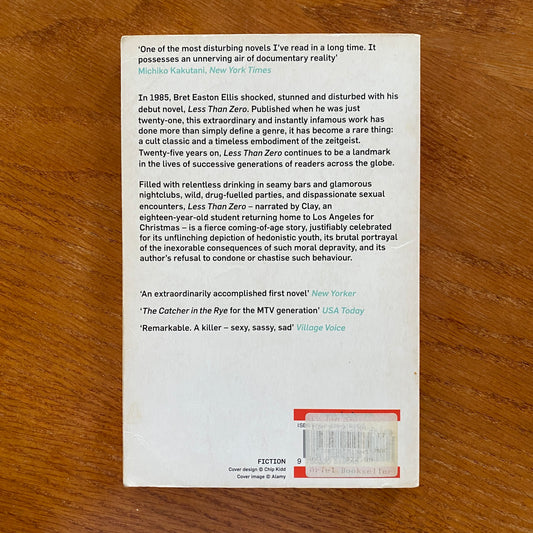 ‘One of the most disturbing novels I’ve read in a long time. It
possesses an unnerving air of documentary reality’
Michiko Kakutani, New York Times
In 1985, Bret Easton Ellis shocked, stunned and disturbed with his
debut novel, Less Than Zero. Published when he was just
twenty-one, this extraordinary and instantly infamous work has
done more than simply define a genre, it has become a rare thing:
a cult classic and a timeless embodiment of the zeitgeist.
Twenty-five years on, Less Than Zero continues to be a landmark
in the lives of successive generations of readers across the globe.
Filled with relentless drinking in seamy bars and glamorous
nightclubs, wild, drug-fuelled parties, and dispassionate sexual
encounters, Less Than Zero – narrated by Clay, an
eighteen-year-old student returning home to Los Angeles for
Christmas – is a fierce coming-of-age story, justifiably celebrated
for its unflinching depiction of hedonistic youth, its brutal portrayal
of the inexorable consequences of such moral depravity, and its
author’s refusal to condone or chastise such behaviour.
‘An extraordinarily accomplished first novel’ New Yorker
‘The Catcher in the Rye for the MTV generation’ USA Today
‘Remarkable. A killer – sexy, sassy, sad’ Village Voice
FICTION
Cover design © Chip Kidd
Cover image © Alamy
9
Ariel Bookseller